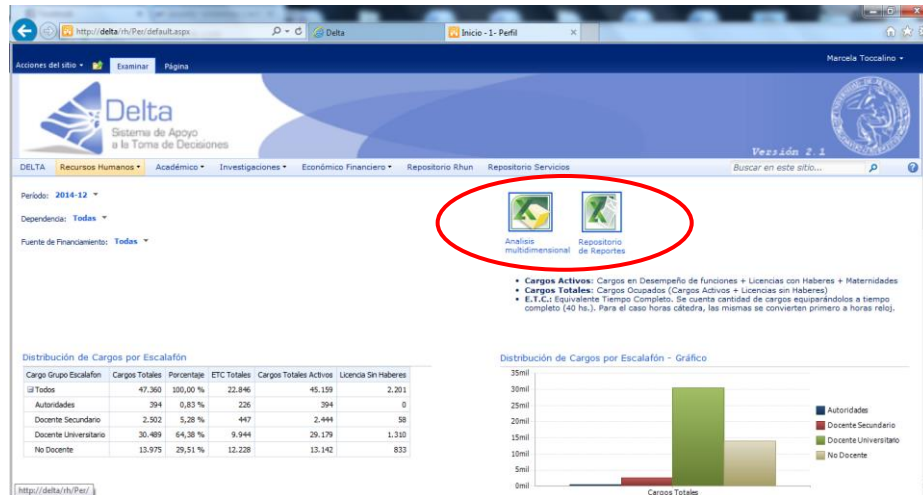 http://delta/rh/Per/default.aspx
Delta
Inicio - 1- Perfil
Acciones del sitio
Examinar
Página
Marcela Toccalino
Delta
Sistema de Apoyo
a la Toma de Decisiones
Versión 2.1
DELTA Recursos Humanos Académico Investigaciones Económico Financiero Repositorio Rhun Repositorio Servicios
Buscar en este sitio...
Período: 2014-12
Dependencia: Todas
Fuente de Financiamiento: Todas
Analisis
multidimensional
Repositorio
de Reportes
• Cargos Activos: Cargos en Desempeño de funciones + Licencias con Haberes + Maternidades
• Cargos Totales: Cargos Ocupados (Cargos Activos + Licencias sin Haberes)
• E.T.C.: Equivalente Tiempo Completo. Se cuenta cantidad de cargos equiparándolos a tiempo
completo (40 hs.). Para el caso horas cátedra, las mismas se convierten primero a horas reloj.
Distribución de Cargos por Escalafón
Cargo Grupo Escalafon Cargos Totales Porcentaje ETC Totales Cargos Totales Activos Licencia Sin Haberes
Todos 47.360 100,00 % 22.846 45.159 2.201
Autoridades 394 0,83 % 226 394 0
Docente Secundario 2.502 5,28 % 447 2.444 58
Docente Universitario 30.489 64,38 % 9.944 29.179 1.310
No Docente 13.975 29,51 % 12.228 13.142 833
Distribución de Cargos por Escalafón - Gráfico
35mil
30mil
25mil
20mil
15mil
10mil
5mil
0mil
Cargos Totales
Autoridades
Docente Secundario
Docente Universitario
No Docente
http://delta/rh/Per/